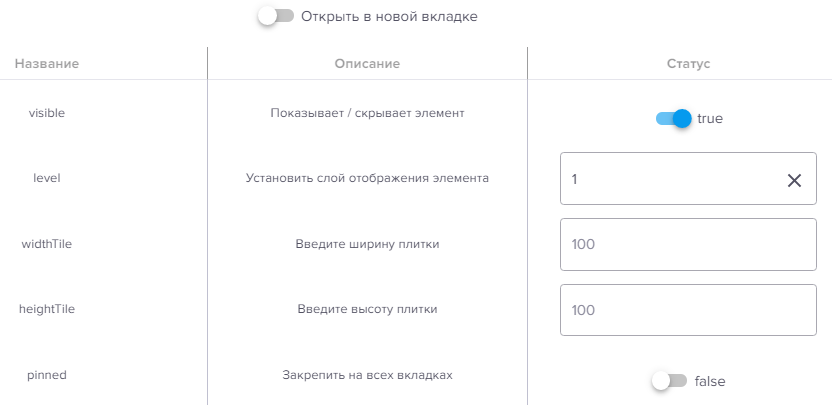 Открыть в новой вкладке
Название Описание Статус
visible Показывает / скрывает элемент true
level Установить слой отображения элемента 1
widthTile Введите ширину плитки 100
heightTile Введите высоту плитки 100
pinned Закрепить на всех вкладках false